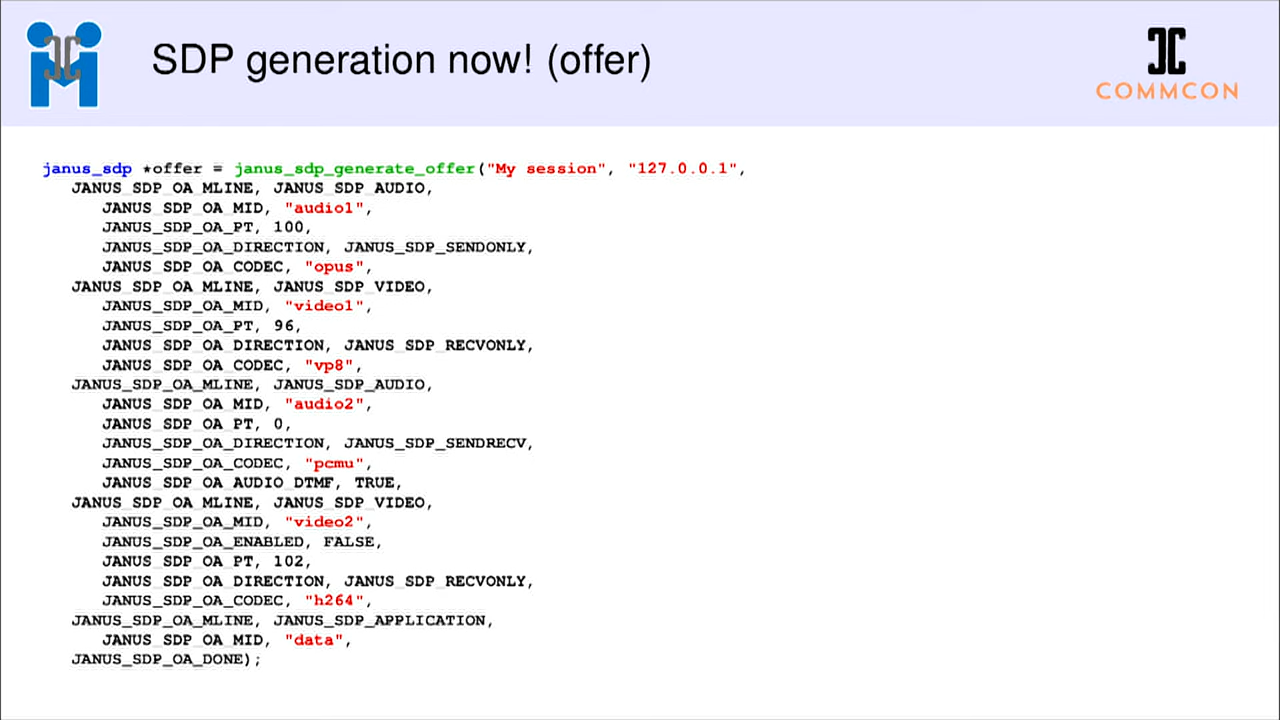 SDP generation now! (offer)
COMMCON
janus_sdp *offer = janus_sdp_generate_offer("My session", "127.0.0.1",
JANUS_SDP_OA_MLINE, JANUS_SDP_AUDIO,
JANUS_SDP_OA_MID, "audio1",
JANUS_SDP_OA_PT, 100,
JANUS_SDP_OA_DIRECTION, JANUS_SDP_SENDONLY,
JANUS_SDP_OA_CODEC, "opus",
JANUS_SDP_OA_MLINE, JANUS_SDP_VIDEO,
JANUS_SDP_OA_MID, "video1",
JANUS_SDP_OA_PT, 96,
JANUS_SDP_OA_DIRECTION, JANUS_SDP_RECVONLY,
JANUS_SDP_OA_CODEC, "vp8",
JANUS_SDP_OA_MLINE, JANUS_SDP_AUDIO,
JANUS_SDP_OA_MID, "audio2",
JANUS_SDP_OA_PT, 0,
JANUS_SDP_OA_DIRECTION, JANUS_SDP_SENDRECV,
JANUS_SDP_OA_CODEC, "pcmu",
JANUS_SDP_OA_AUDIO_DTMF, TRUE,
JANUS_SDP_OA_MLINE, JANUS_SDP_VIDEO,
JANUS_SDP_OA_MID, "video2",
JANUS_SDP_OA_ENABLED, FALSE,
JANUS_SDP_OA_PT, 102,
JANUS_SDP_OA_DIRECTION, JANUS_SDP_RECVONLY,
JANUS_SDP_OA_CODEC, "h264",
JANUS_SDP_OA_MLINE, JANUS_SDP_APPLICATION,
JANUS_SDP_OA_MID, "data",
JANUS_SDP_OA_DONE);